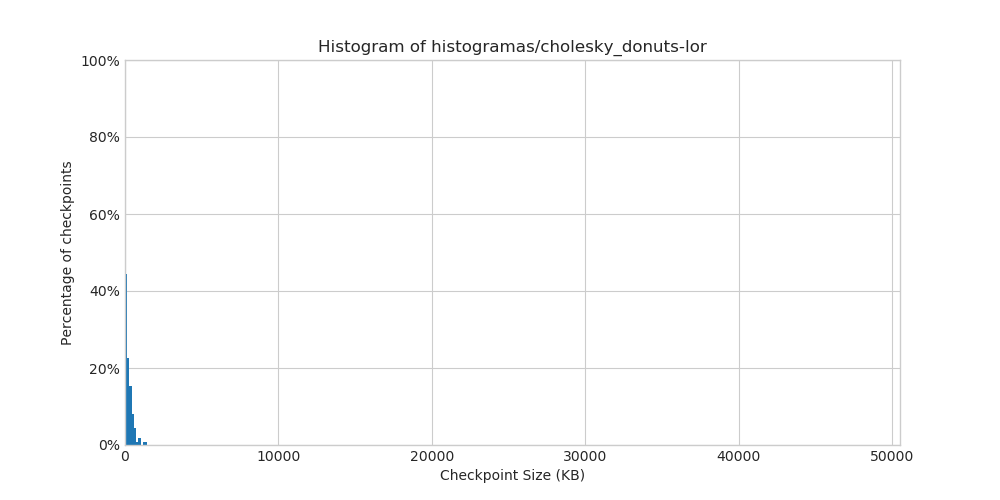 Histogram of histogramas/cholesky_donuts-lor
100%
80%
60%
40%
20%
0%
Percentage of checkpoints
0 10000 20000 30000 40000 50000
Checkpoint Size (KB)